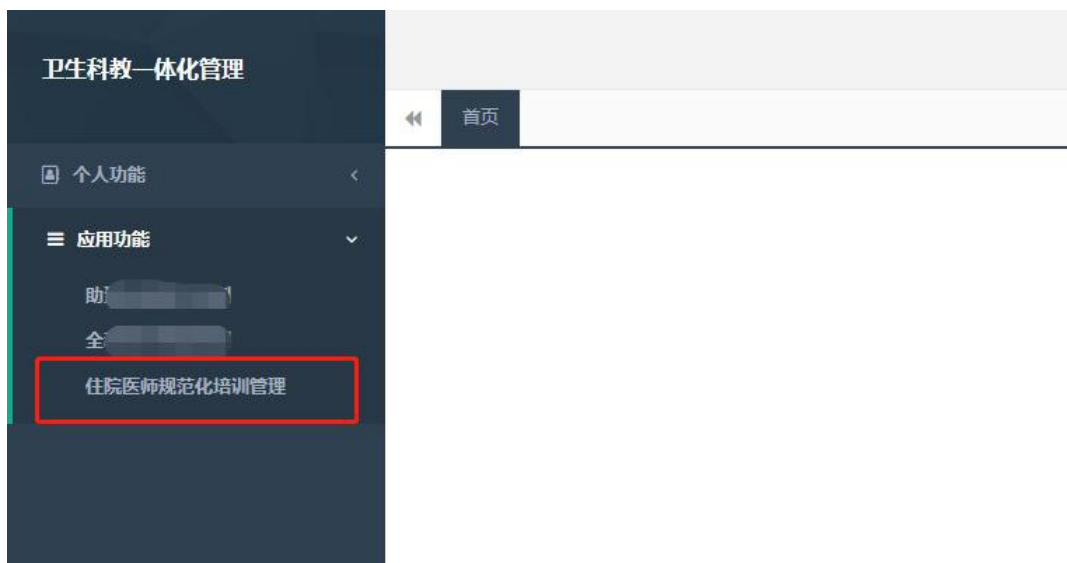 卫生科教一体化管理
首页
个人功能
应用功能
助
全
住院医师规范化培训管理